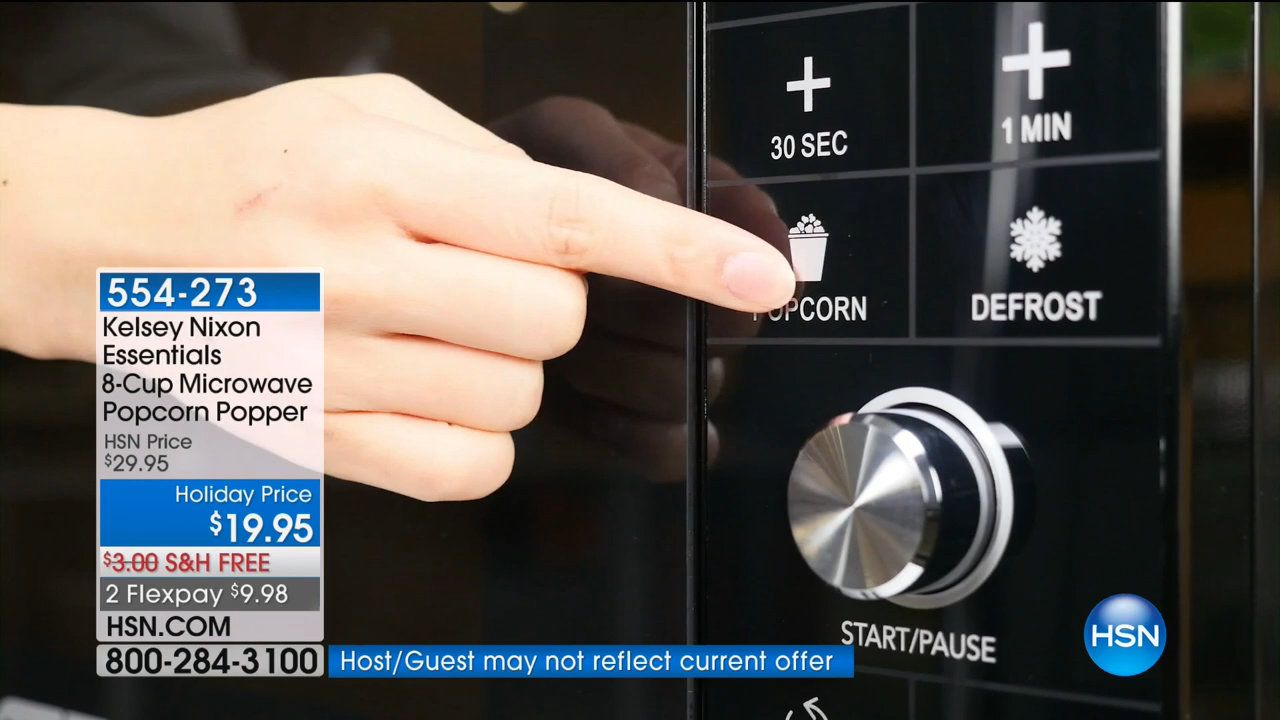 30 SEC
1 MIN
POPCORN
DEFROST
START/PAUSE
554-273
Kelsey Nixon
Essentials
8-Cup Microwave
Popcorn Popper
HSN Price
$29.95
Holiday Price
$19.95
$3.00 S&H FREE
2 Flexpay $9.98
HSN.COM
800-284-3100
Host/Guest may not reflect current offer
HSN